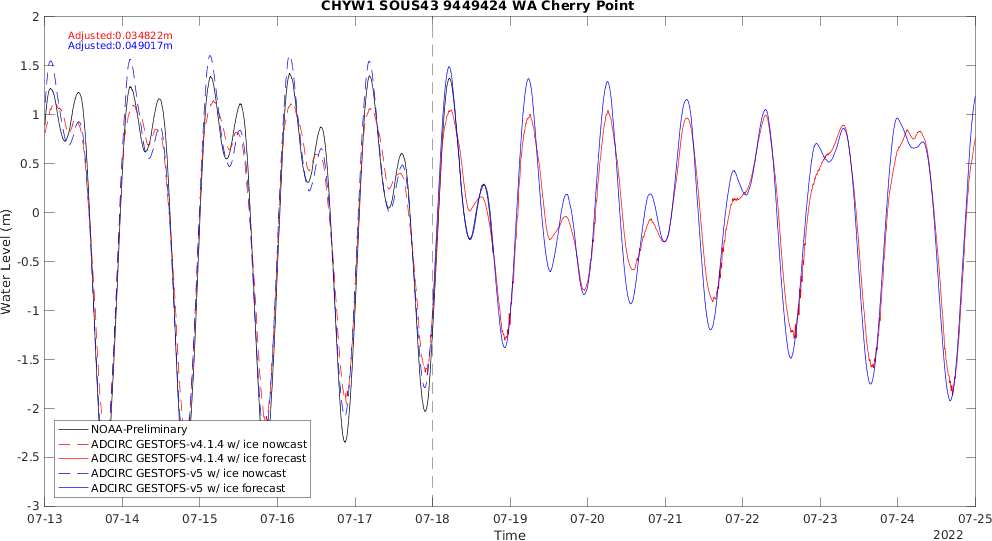 CHYW1 SOUS43 9449424 WA Cherry Point
Adjusted:0.034822m
Adjusted:0.049017m
2
1.5
1
0.5
0
-0.5
-1
-1.5
-2
-2.5
-3
Water Level (m)
NOAA-Preliminary
ADCIRC GESTOFS-v4.1.4 w/ ice nowcast
ADCIRC GESTOFS-v4.1.4 w/ ice forecast
ADCIRC GESTOFS-v5 w/ ice nowcast
ADCIRC GESTOFS-v5 w/ ice forecast
07-13 07-14 07-15 07-16 07-17 07-18 07-19 07-20 07-21 07-22 07-23 07-24 07-25
Time
2022